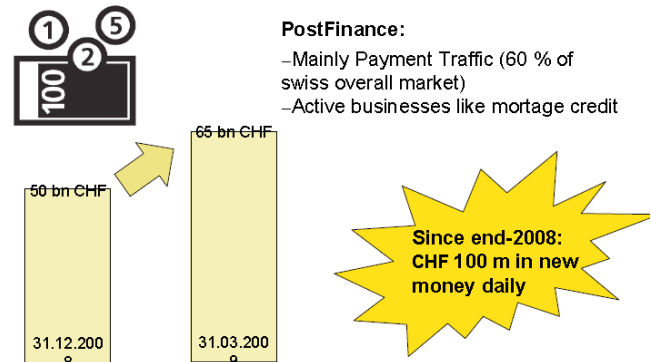 1
5
2
100
PostFinance:
–Mainly Payment Traffic (60 % of
swiss overall market)
–Active businesses like mortage credit
65 bn CHF
50 bn CHF
Since end-2008:
CHF 100 m in new
money daily
31.12.200
8
31.03.200
9